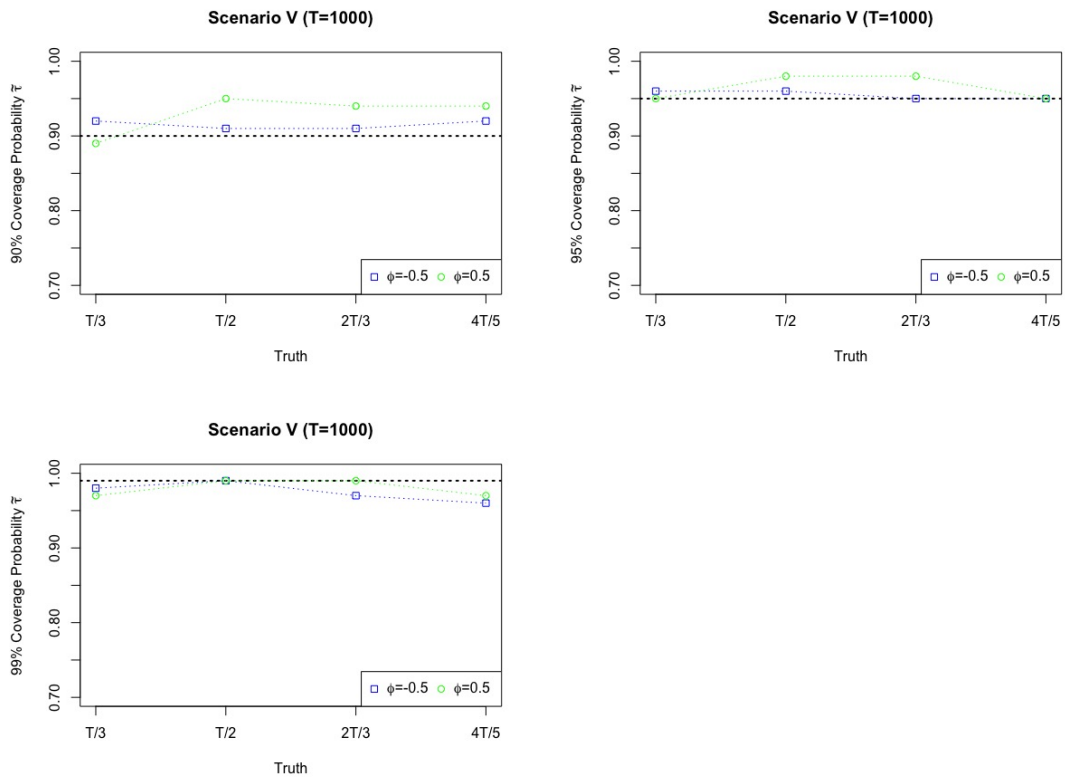 Scenario V (T=1000)
90% Coverage Probability τ̃
1.00
0.90
0.80
0.70
T/3
T/2
2T/3
4T/5
Truth
ϕ=-0.5 ϕ=0.5
Scenario V (T=1000)
95% Coverage Probability τ̃
1.00
0.90
0.80
0.70
T/3
T/2
2T/3
4T/5
Truth
ϕ=-0.5 ϕ=0.5
Scenario V (T=1000)
99% Coverage Probability τ̃
1.00
0.90
0.80
0.70
T/3
T/2
2T/3
4T/5
Truth
ϕ=-0.5 ϕ=0.5